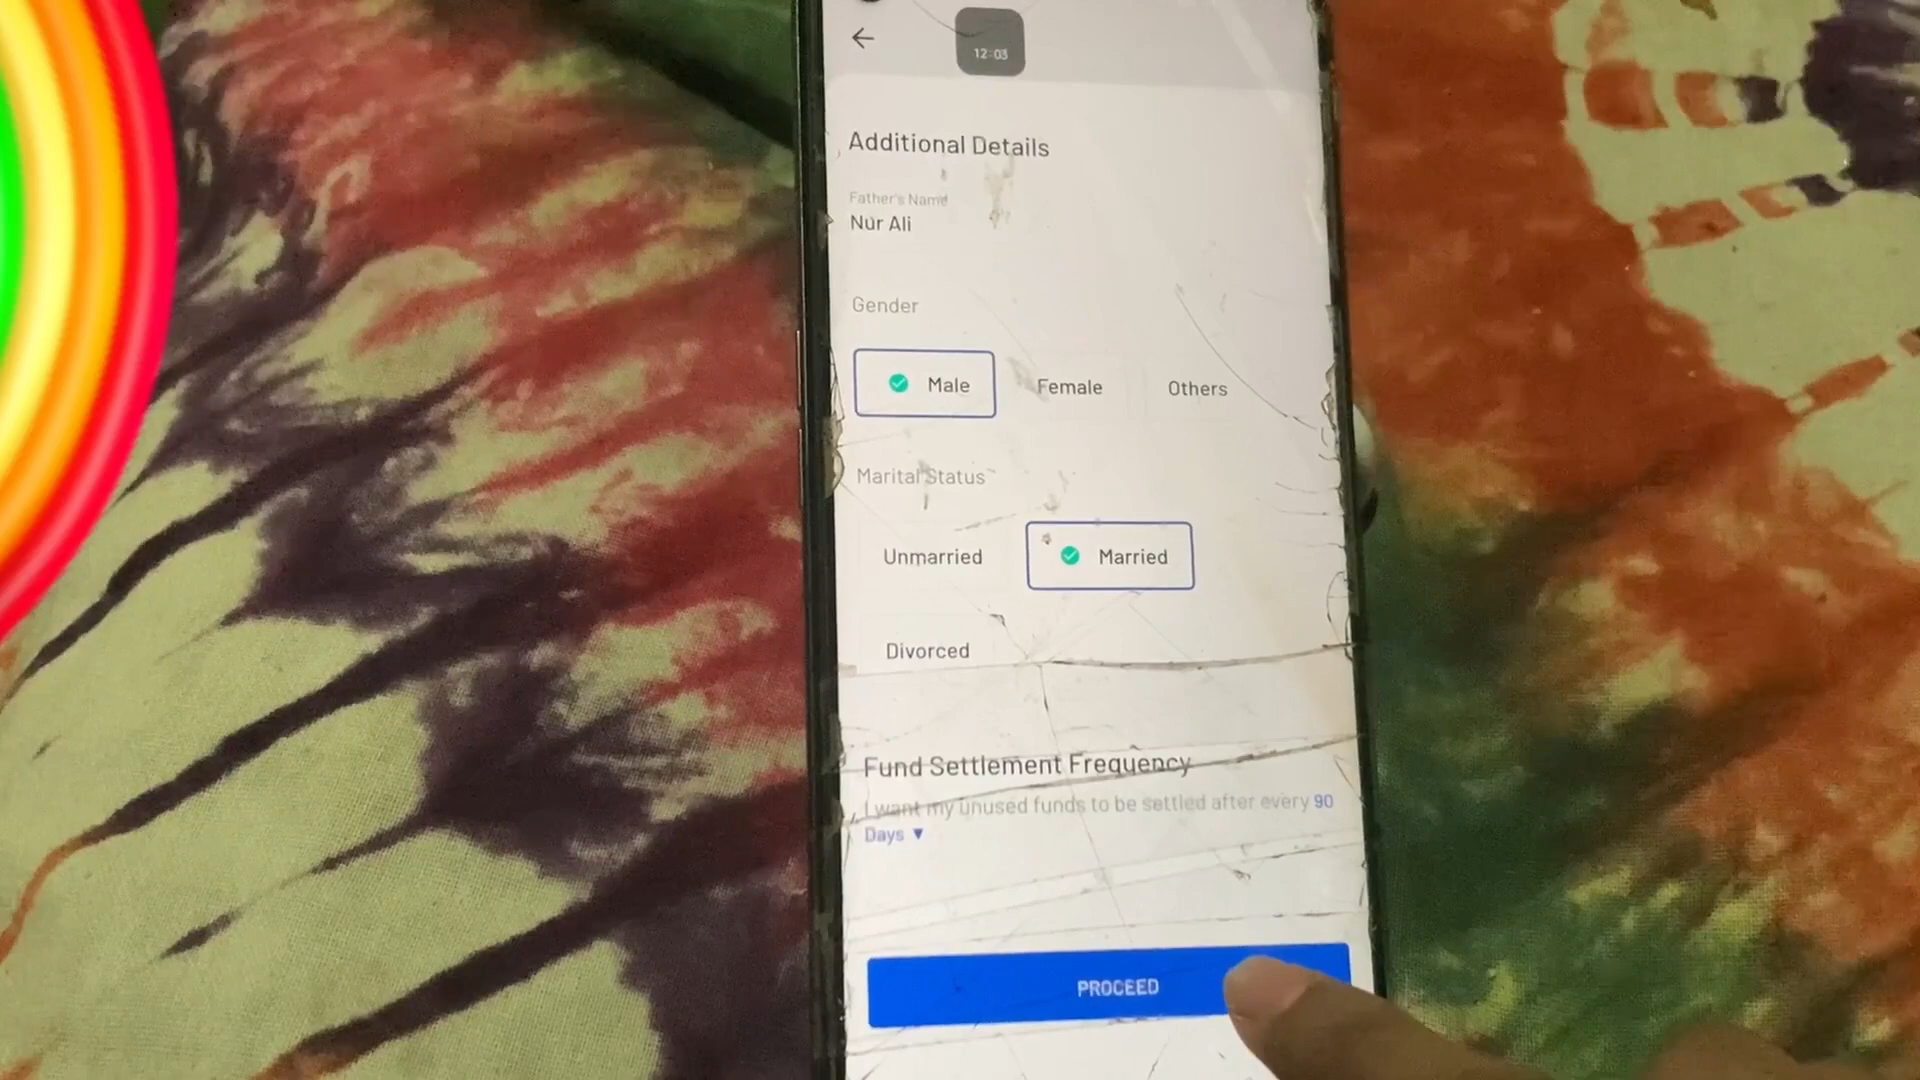 12:03
Additional Details
Father's Name
Nur Ali
Gender
Male Female Others
Marital Status
Unmarried Married
Divorced
Fund Settlement Frequency
I want my unused funds to be settled after every 90
Days ▼
PROCEED